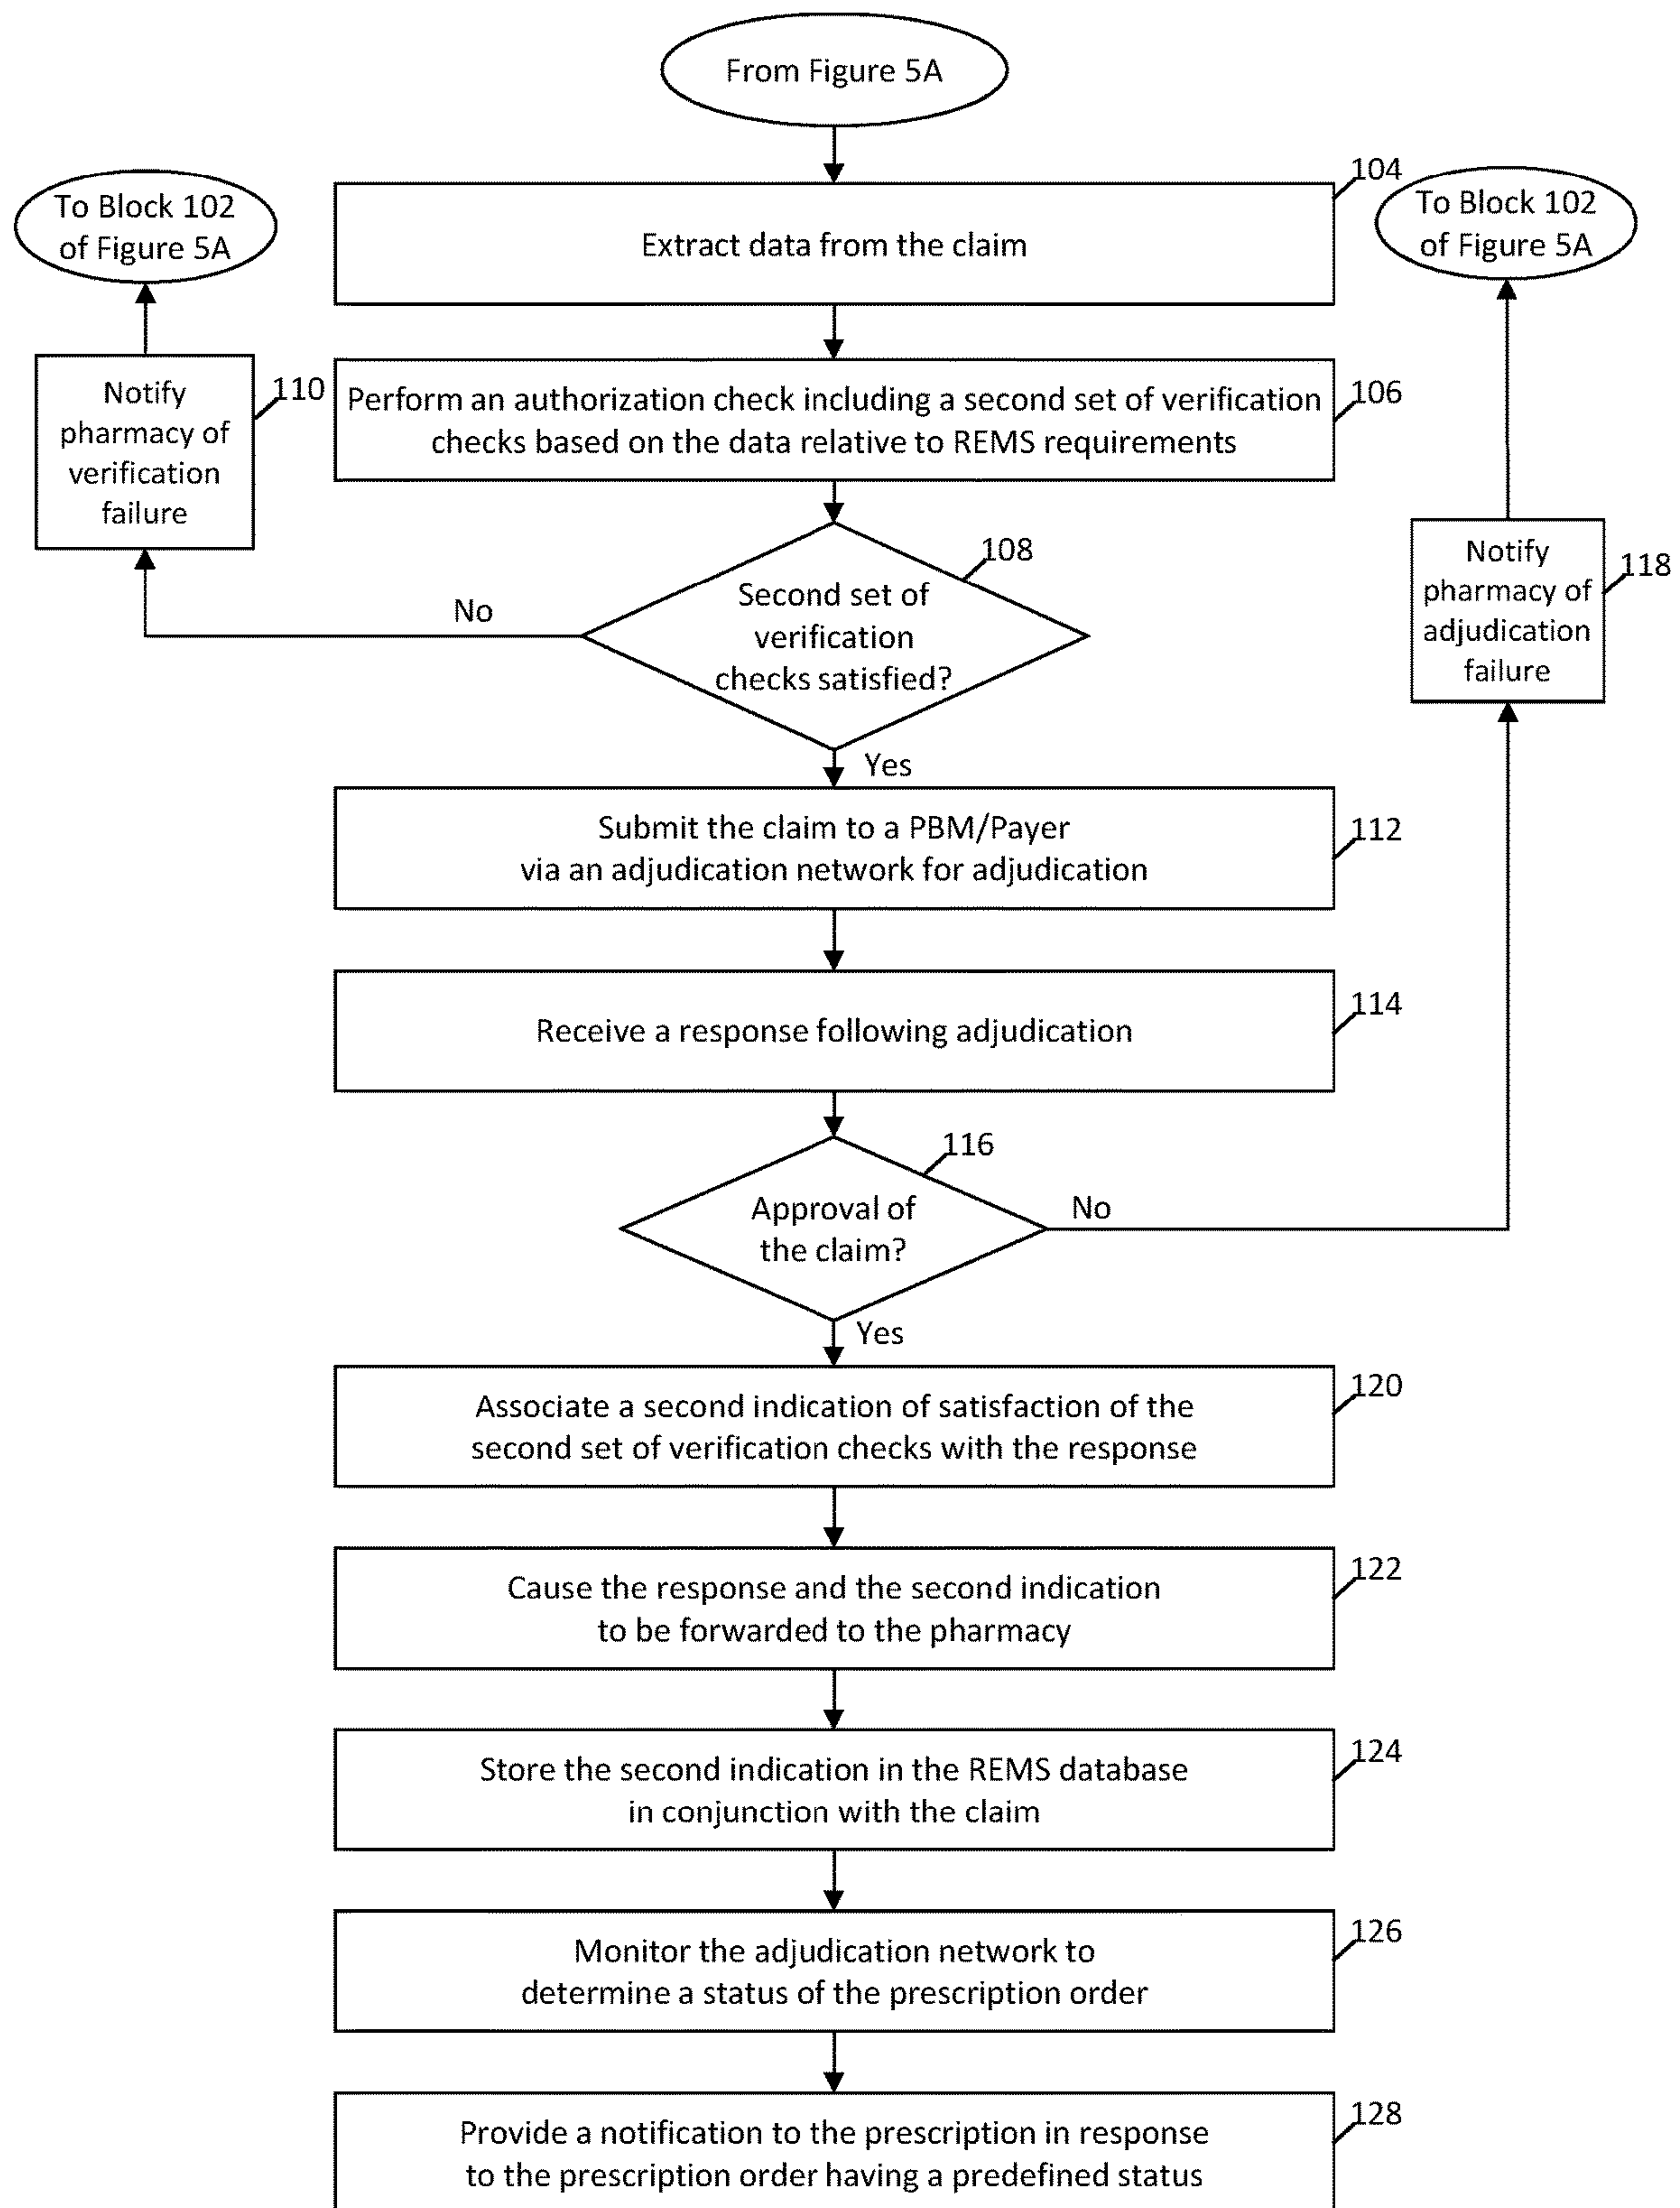 From Figure 5A
104
To Block 102
of Figure 5A
To Block 102
of Figure 5A
Extract data from the claim
Notify
pharmacy of
verification
failure
110
Perform an authorization check including a second set of verification
checks based on the data relative to REMS requirements
106
108
Second set of
verification
checks satisfied?
No
Notify
pharmacy of
adjudication
failure
118
Yes
Submit the claim to a PBM/Payer
via an adjudication network for adjudication
112
Receive a response following adjudication
114
116
Approval of
the claim?
No
Yes
Associate a second indication of satisfaction of the
second set of verification checks with the response
120
Cause the response and the second indication
to be forwarded to the pharmacy
122
Store the second indication in the REMS database
in conjunction with the claim
124
Monitor the adjudication network to
determine a status of the prescription order
126
Provide a notification to the prescription in response
to the prescription order having a predefined status
128